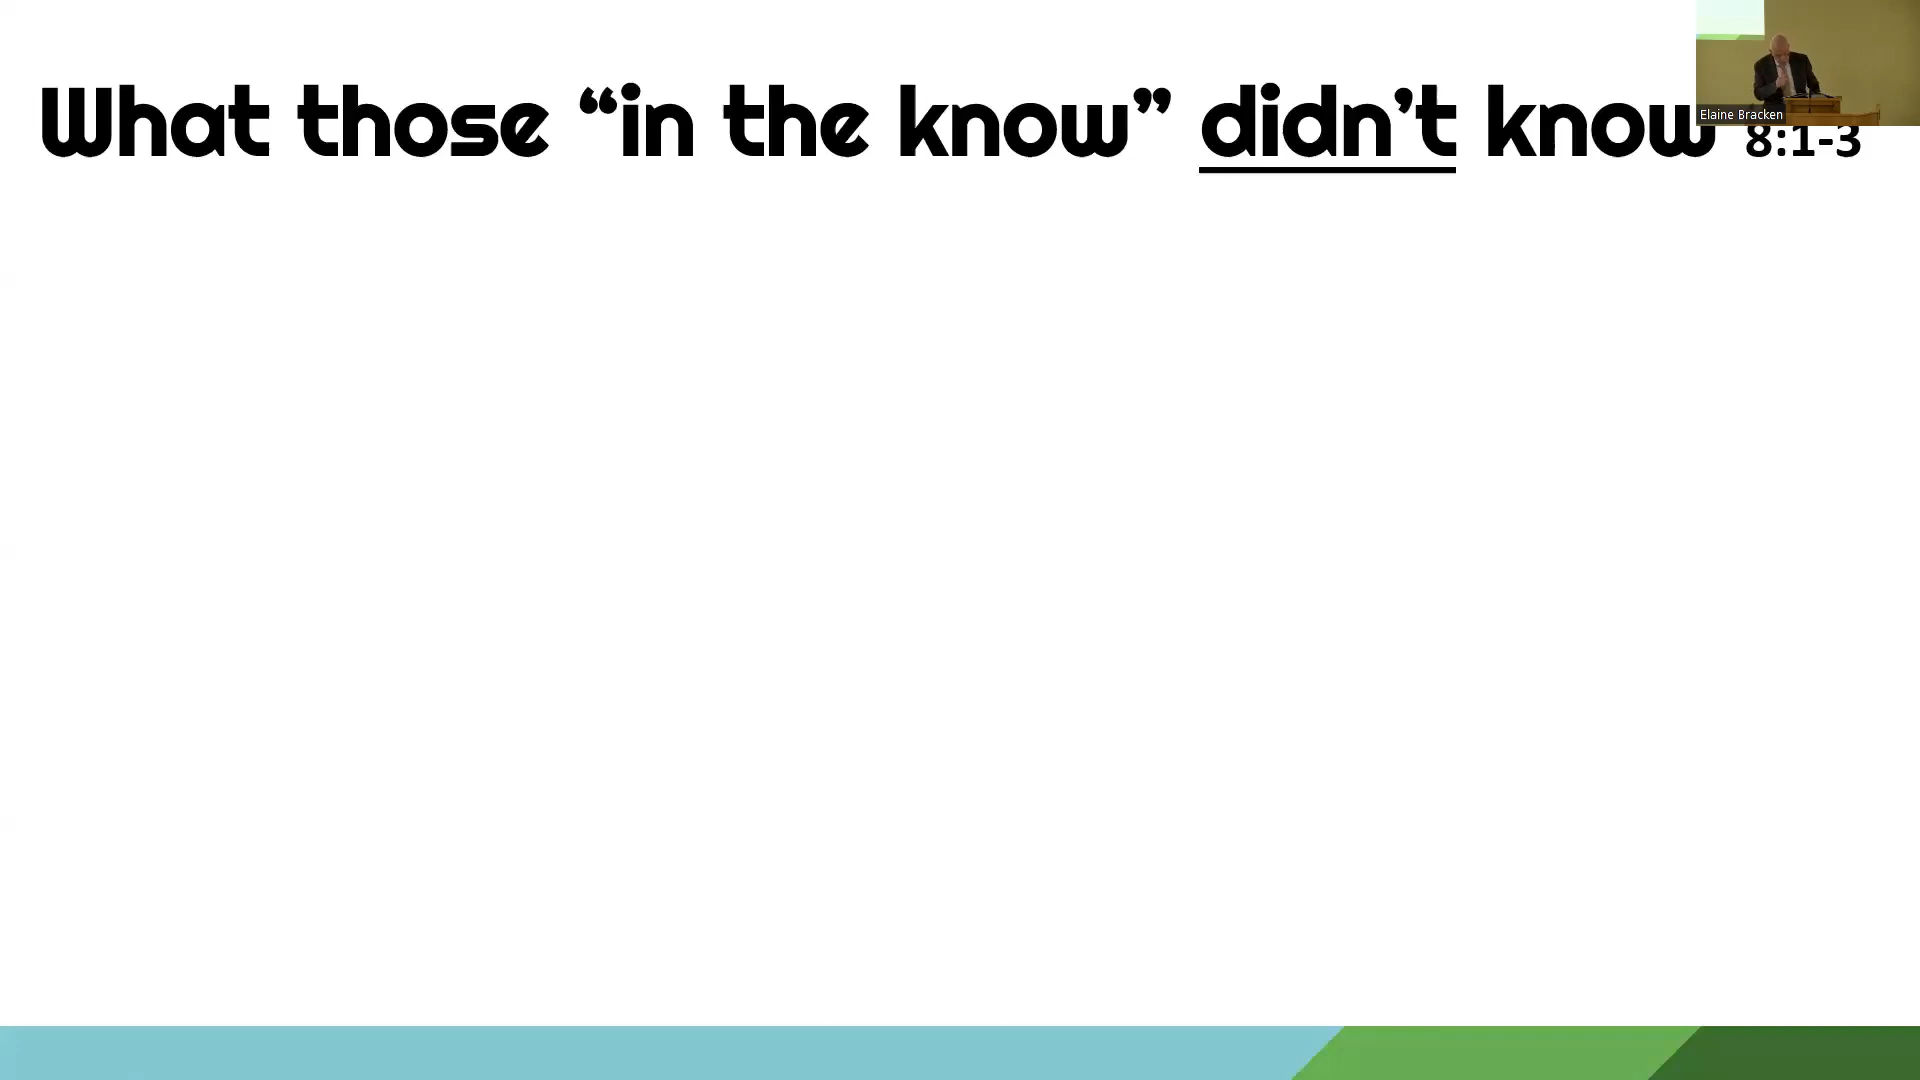 What those “in the know” didn’t know 8:1-3
Elaine Bracken